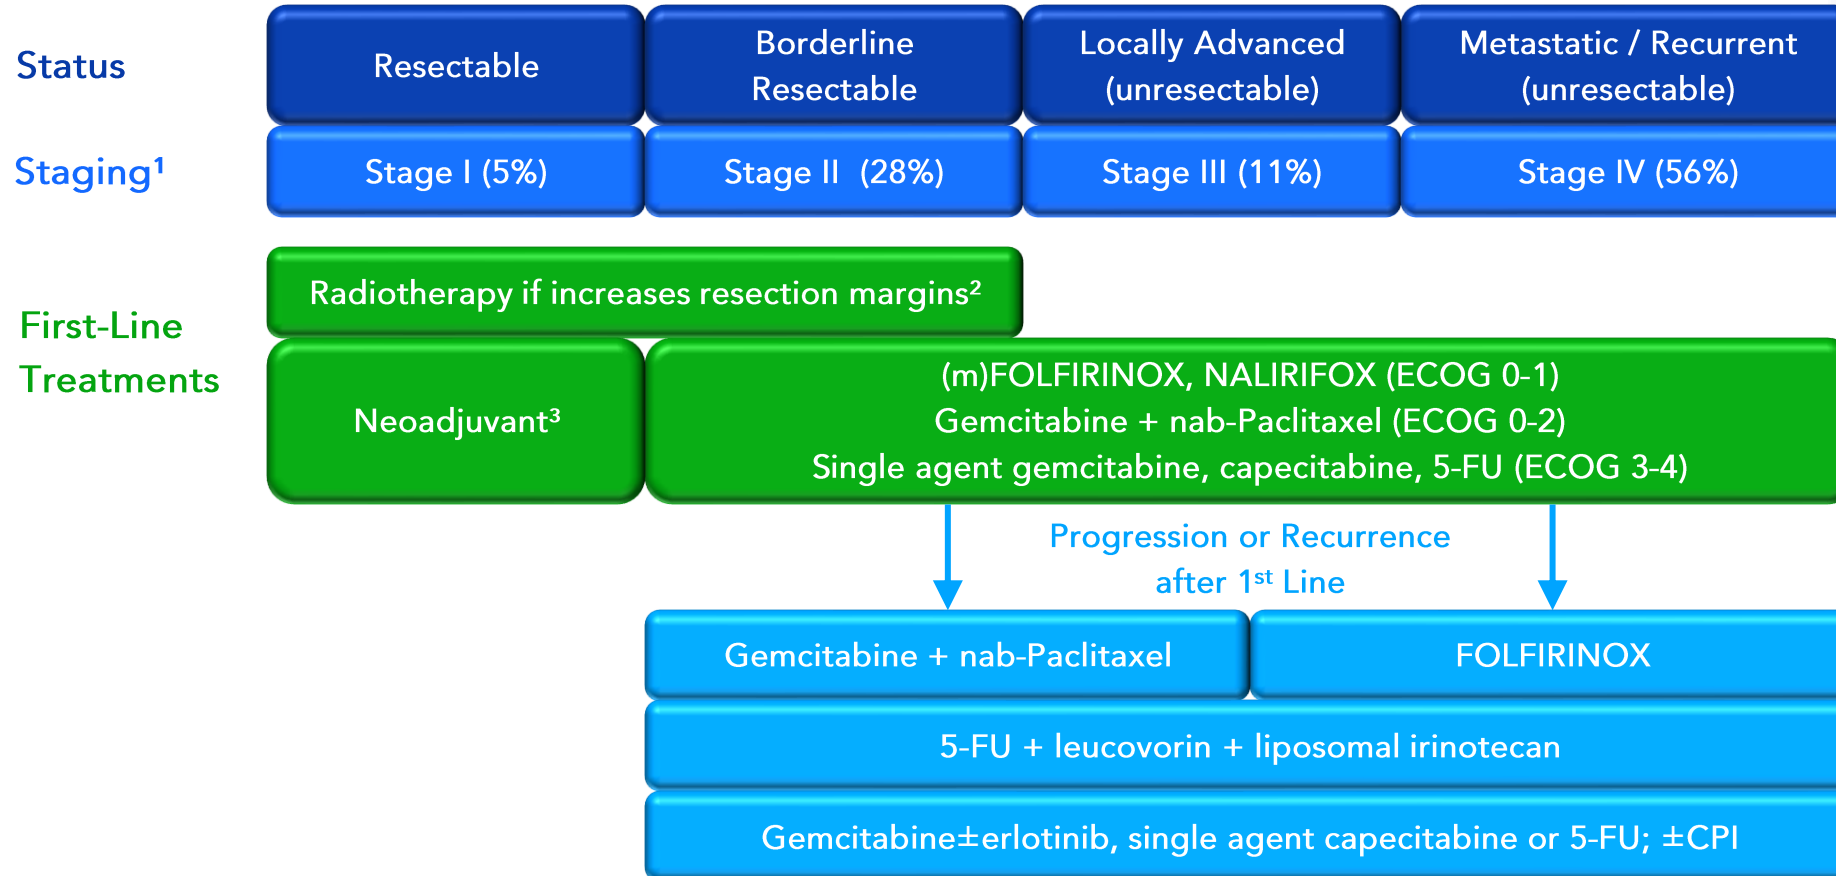 Status
Resectable
Borderline
Resectable
Locally Advanced
(unresectable)
Metastatic / Recurrent
(unresectable)
Staging¹
Stage I (5%)
Stage II (28%)
Stage III (11%)
Stage IV (56%)
First-Line
Treatments
Radiotherapy if increases resection margins²
Neoadjuvant³
(m)FOLFIRINOX, NALIRIFOX (ECOG 0-1)
Gemcitabine + nab-Paclitaxel (ECOG 0-2)
Single agent gemcitabine, capecitabine, 5-FU (ECOG 3-4)
Progression or Recurrence
after 1ˢᵗ Line
Gemcitabine + nab-Paclitaxel
FOLFIRINOX
5-FU + leucovorin + liposomal irinotecan
Gemcitabine±erlotinib, single agent capecitabine or 5-FU; ±CPI